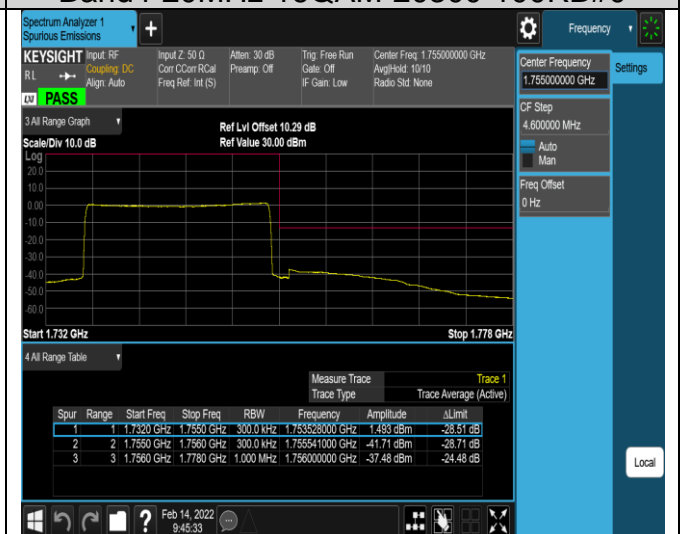 Spectrum Analyzer 1
Spurious Emissions
+
Frequency
KEYSIGHT
RL
Input: RF
Coupling: DC
Align: Auto
Input Z: 50 Ω
Corr CCorr RCal
Freq Ref: Int (S)
Atten: 30 dB
Preamp: Off
Trig: Free Run
Gate: Off
IF Gain: Low
Center Freq: 1.755000000 GHz
Avg|Hold: 10/10
Radio Std: None
LXI PASS
Center Frequency
1.755000000 GHz
Settings
CF Step
4.600000 MHz
Auto
Man
Freq Offset
0 Hz
3 All Range Graph
Scale/Div 10.0 dB
Ref Lvl Offset 10.29 dB
Ref Value 30.00 dBm
Log
20.0
10.0
0.00
-10.0
-20.0
-30.0
-40.0
-50.0
-60.0
Start 1.732 GHz Stop 1.778 GHz
4 All Range Table
Measure Trace Trace 1
Trace Type Trace Average (Active)
Spur Range Start Freq Stop Freq RBW Frequency Amplitude ΔLimit
1 1 1.7320 GHz 1.7550 GHz 300.0 kHz 1.753528000 GHz 1.493 dBm -28.51 dB
2 2 1.7550 GHz 1.7560 GHz 300.0 kHz 1.755541000 GHz -41.71 dBm -28.71 dB
3 3 1.7560 GHz 1.7780 GHz 1.000 MHz 1.756000000 GHz -37.48 dBm -24.48 dB
Local
?
Feb 14, 2022
9:45:33